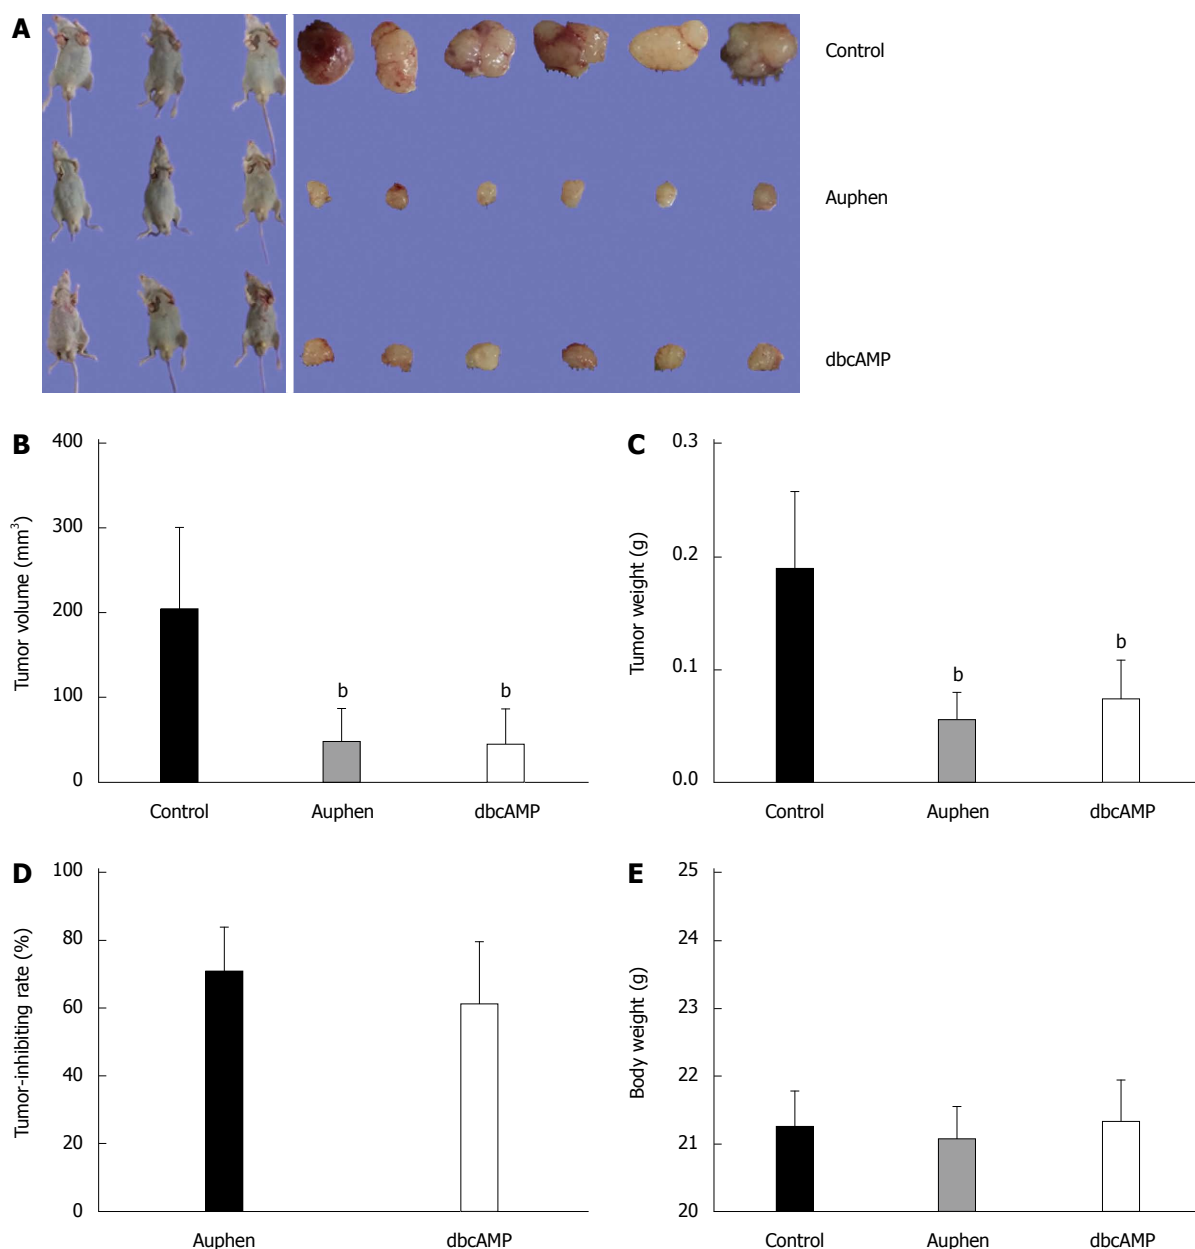 A
Control
Auphen
dbcAMP
B
Tumor volume (mm³)
400
300
200
100
0
b
b
Control
Auphen
dbcAMP
C
Tumor weight (g)
0.3
0.2
0.1
0.0
b
b
Control
Auphen
dbcAMP
D
Tumor-inhibiting rate (%)
100
80
60
40
20
0
Auphen
dbcAMP
E
Body weight (g)
25
24
23
22
21
20
Control
Auphen
dbcAMP